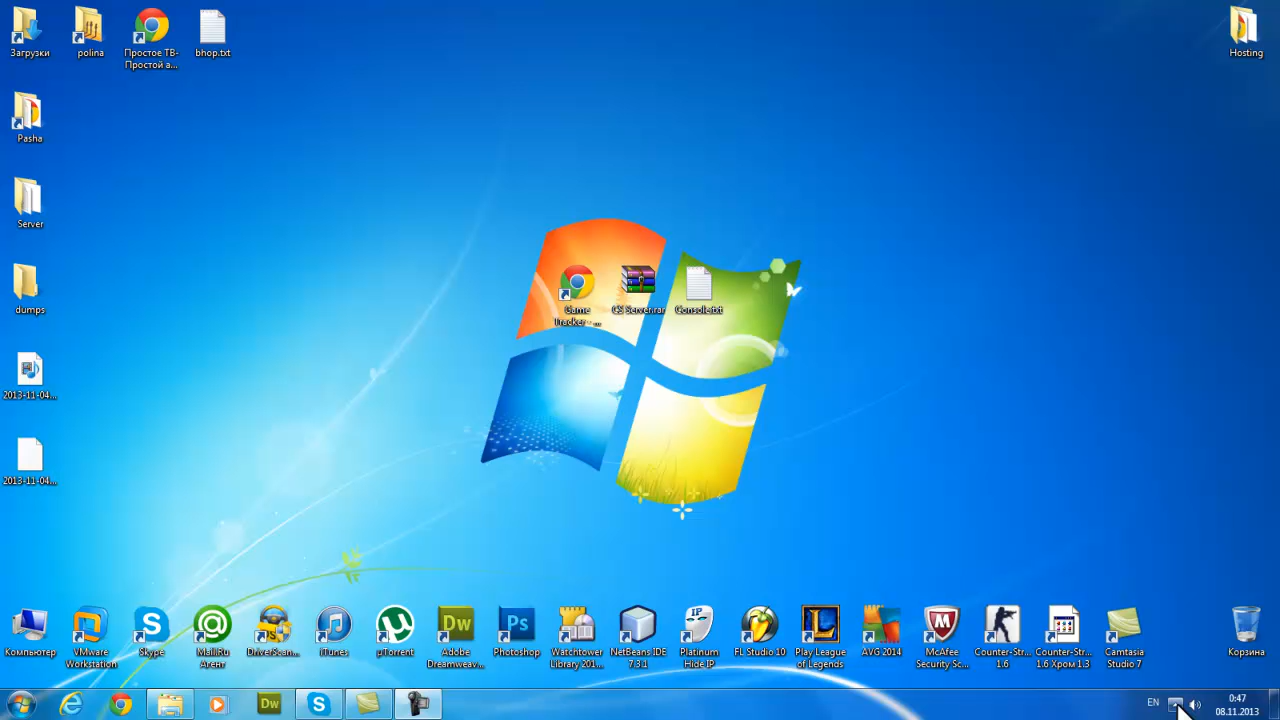 Загрузки
polina
Простое ТВ-
Простой а...
bhop.txt
Hosting
Pasha
Server
dumps
2013-11-04...
2013-11-04...
Game
Tracker - ...
CS Server.rar
Console.txt
Компьютер
VMware
Workstation
Skype
Mail.Ru
Агент
DriverScan...
iTunes
µTorrent
Adobe
Dreamweav...
Photoshop
Watchtower
Library 201...
NetBeans IDE
7.3.1
Platinum
Hide IP
FL Studio 10
Play League
of Legends
AVG 2014
McAfee
Security Sc...
Counter-Str...
1.6
Counter-Str...
1.6 Хром 1.3
Camtasia
Studio 7
Корзина
EN
0:47
08.11.2013